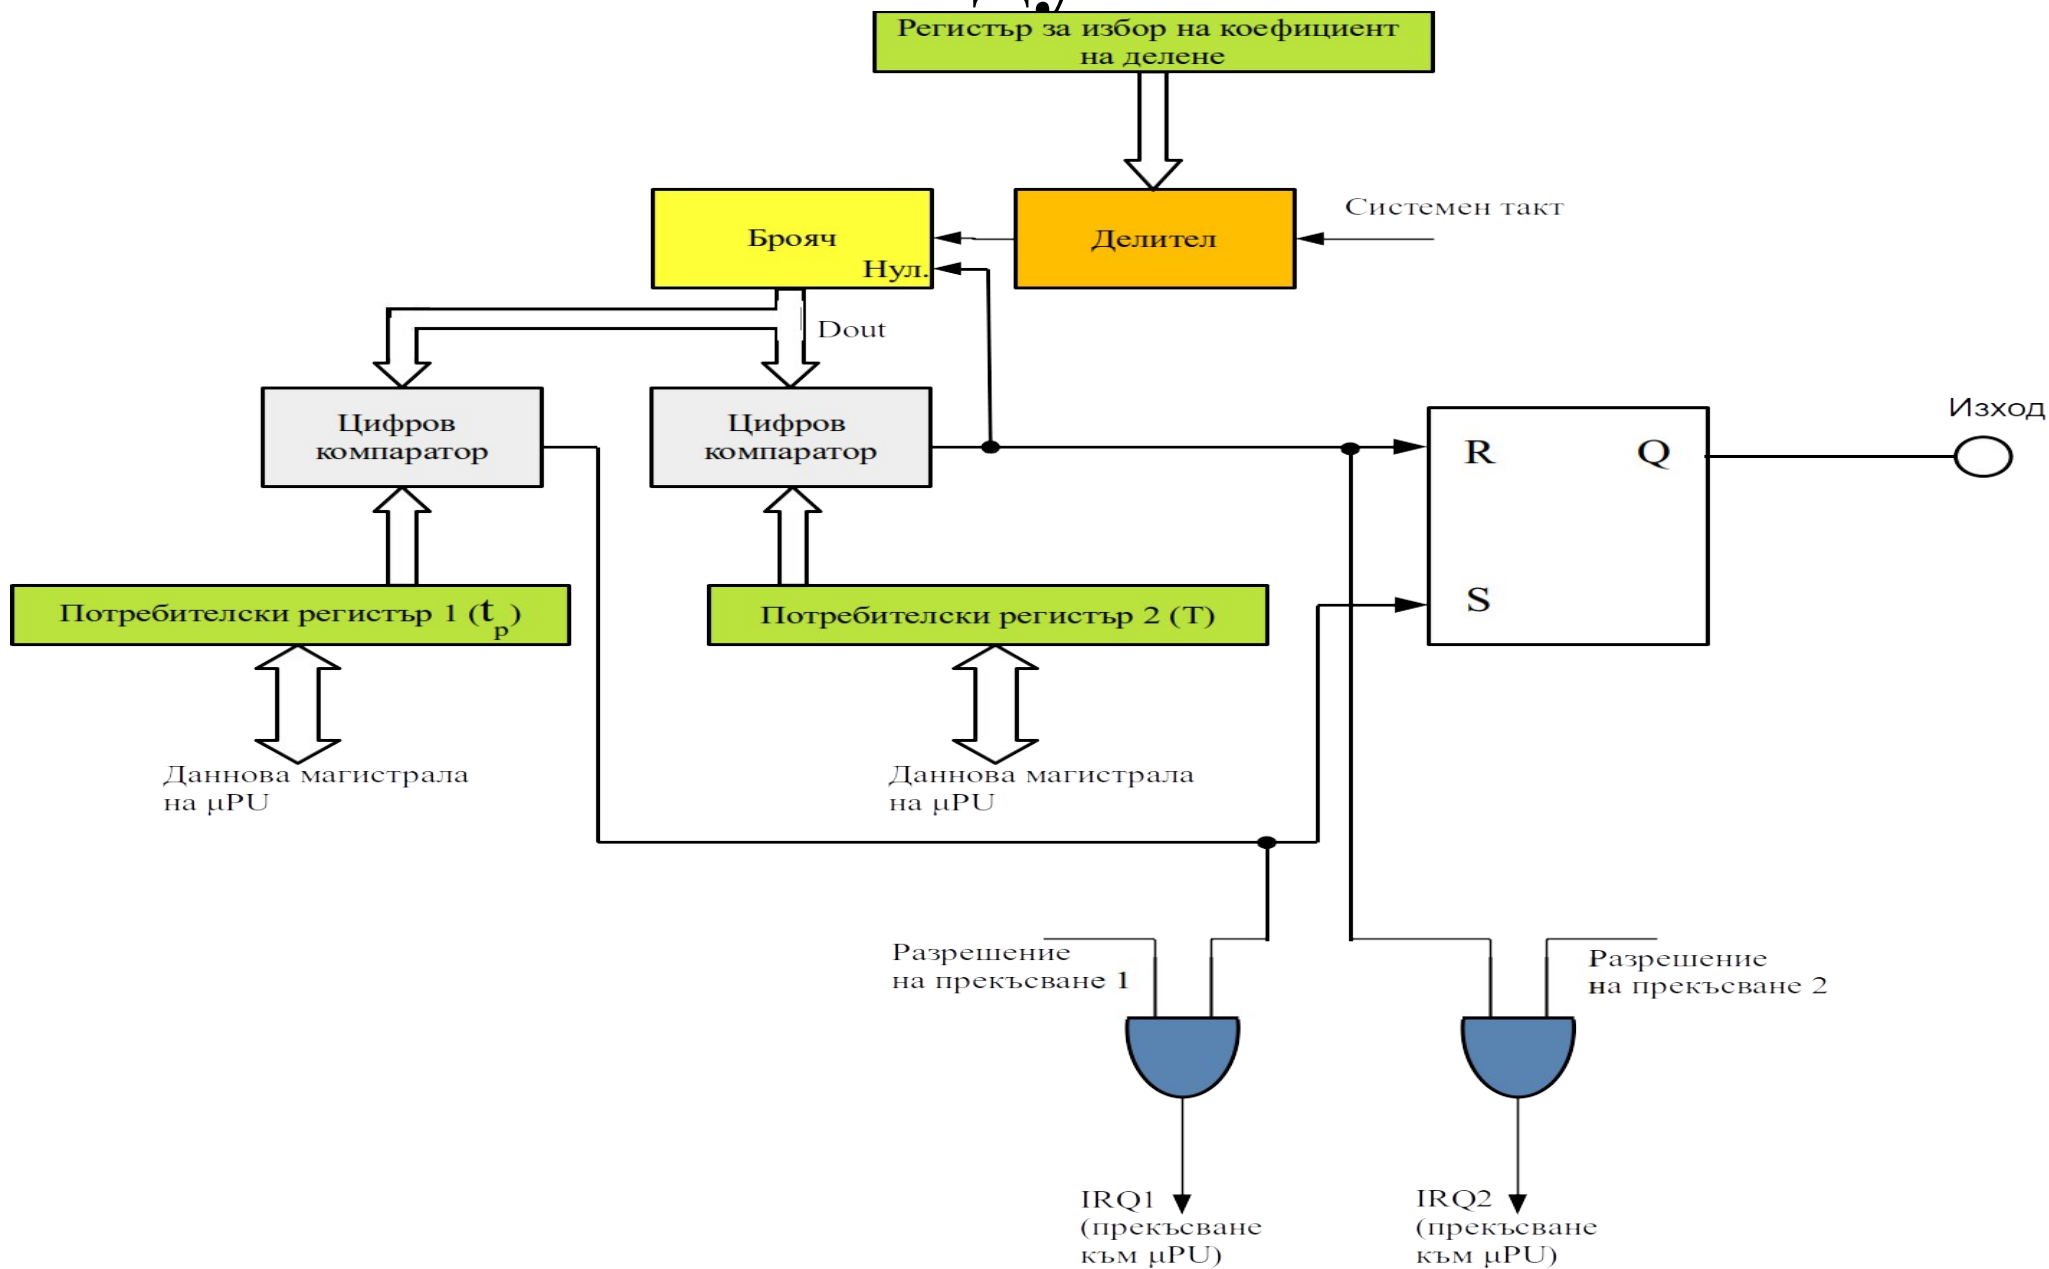 Регистър за избор на коефициент
на делене
Системен такт
Брояч
Делител
Нул.
Dout
Цифров
компаратор
Цифров
компаратор
Изход
R
Q
S
Потребителски регистър 1 (tp)
Потребителски регистър 2 (T)
Даннова магистрала
на μPU
Даннова магистрала
на μPU
Разрешение
на прекъсване 1
Разрешение
на прекъсване 2
IRQ1
(прекъсване
към μPU)
IRQ2
(прекъсване
към μPU)